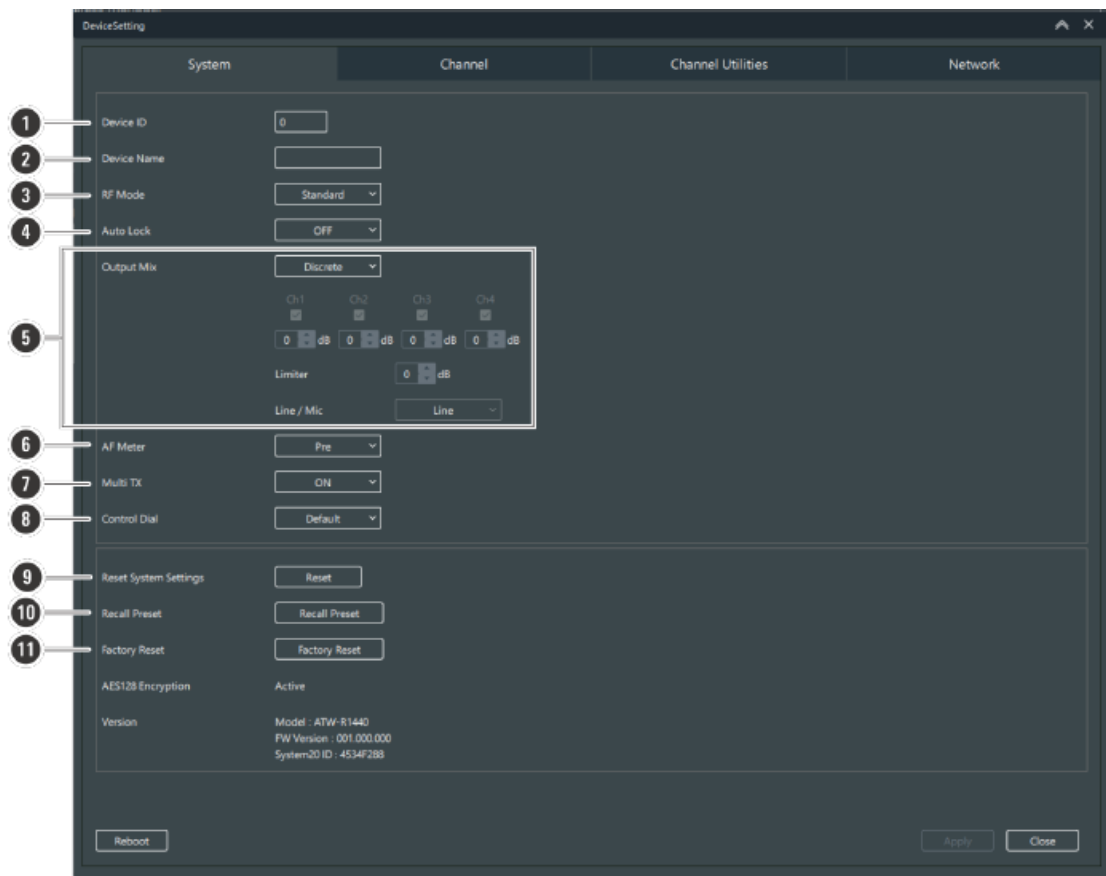 DeviceSetting
System Channel Channel Utilities Network
1 Device ID 0
2 Device Name
3 RF Mode Standard
4 Auto Lock OFF
Output Mix Discrete
Ch1 Ch2 Ch3 Ch4
5 0 dB 0 dB 0 dB 0 dB
Limiter 0 dB
Line / Mic Line
6 AF Meter Pre
7 Multi TX ON
8 Control Dial Default
9 Reset System Settings Reset
10 Recall Preset Recall Preset
11 Factory Reset Factory Reset
AES128 Encryption Active
Version Model : ATW-R1440
FW Version : 001.000.000
System20 ID : 4534F288
Reboot Apply Close